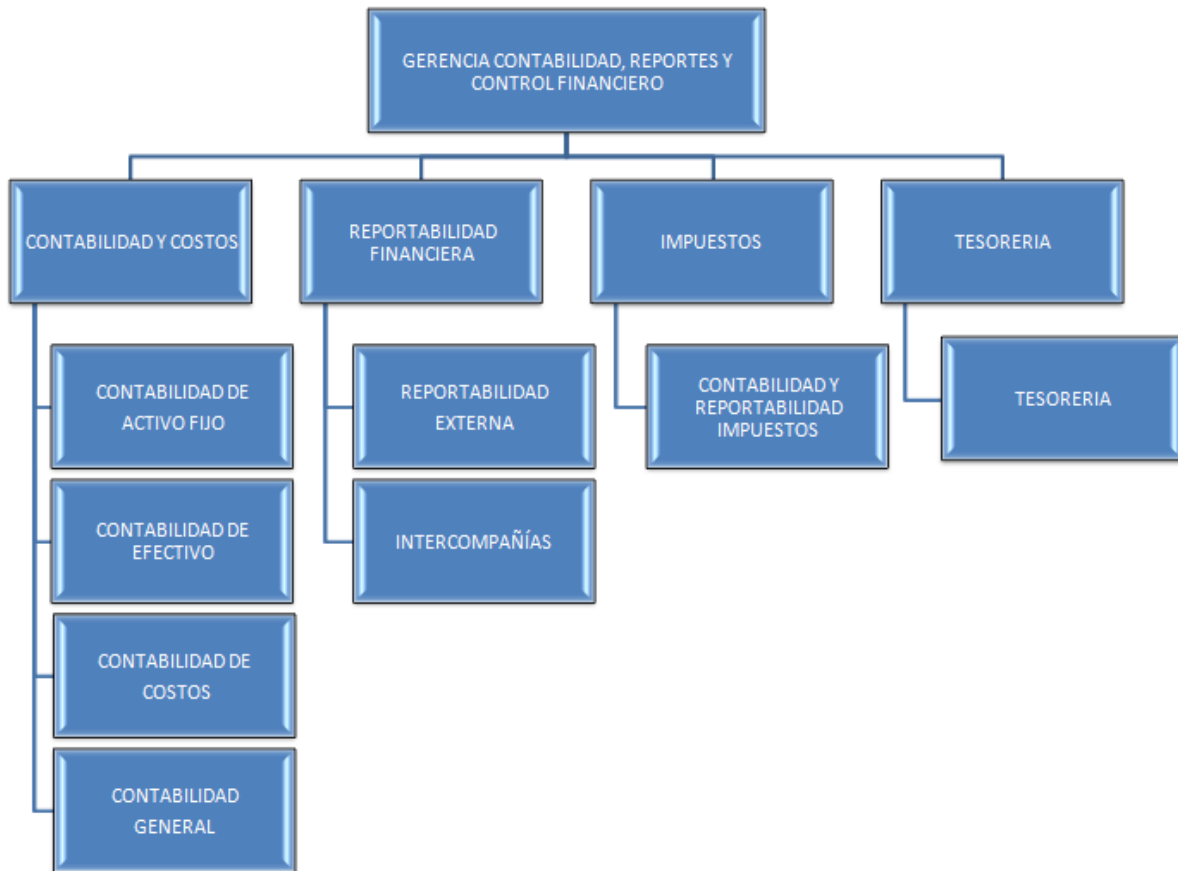 GERENCIA CONTABILIDAD, REPORTES Y
CONTROL FINANCIERO
CONTABILIDAD Y COSTOS
REPORTABILIDAD
FINANCIERA
IMPUESTOS
TESORERIA
CONTABILIDAD DE
ACTIVO FIJO
REPORTABILIDAD
EXTERNA
CONTABILIDAD Y
REPORTABILIDAD
IMPUESTOS
TESORERIA
CONTABILIDAD DE
EFECTIVO
INTERCOMPAÑÍAS
CONTABILIDAD DE
COSTOS
CONTABILIDAD
GENERAL